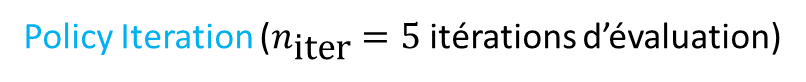 Policy Iteration (n_iter = 5 itérations d'évaluation)